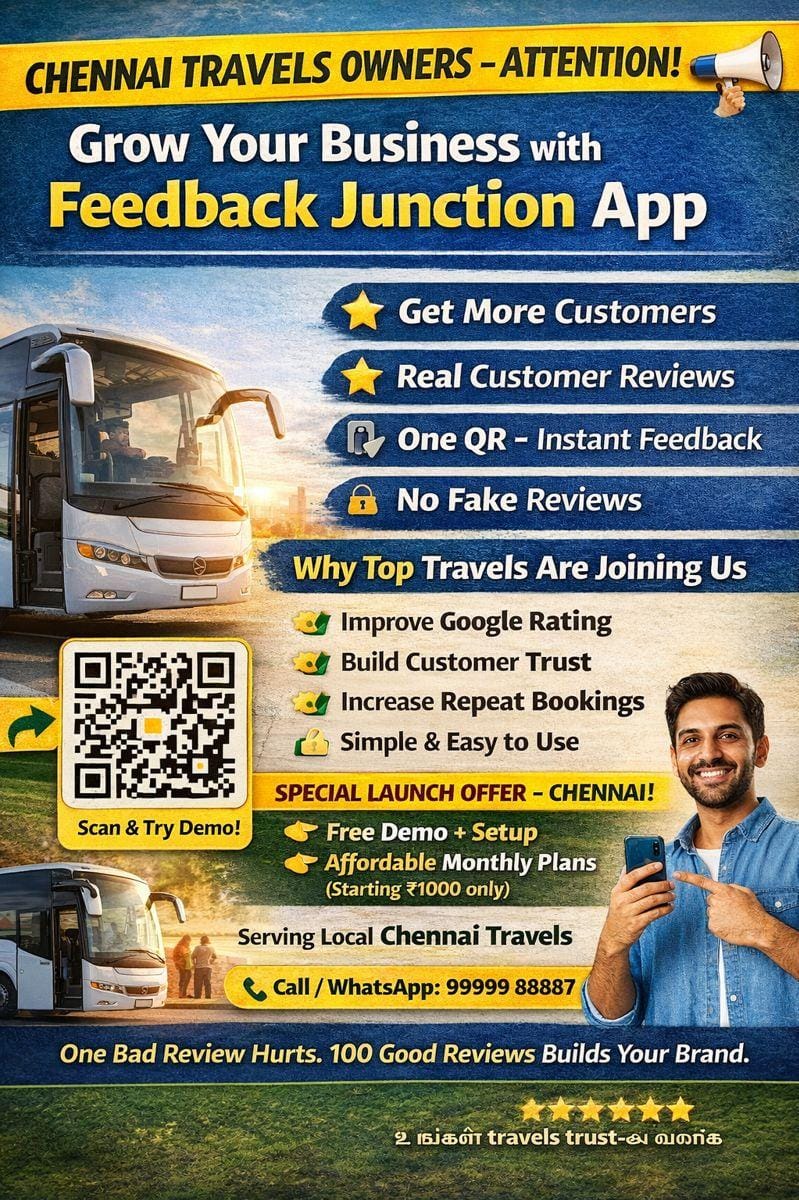 CHENNAI TRAVELS OWNERS – ATTENTION!
Grow Your Business with
Feedback Junction App
Get More Customers
Real Customer Reviews
One QR – Instant Feedback
No Fake Reviews
Why Top Travels Are Joining Us
Improve Google Rating
Build Customer Trust
Increase Repeat Bookings
Simple & Easy to Use
Scan & Try Demo!
SPECIAL LAUNCH OFFER – CHENNAI!
Free Demo + Setup
Affordable Monthly Plans
(Starting ₹1000 only)
Serving Local Chennai Travels
Call / WhatsApp: 99999 88887
One Bad Review Hurts. 100 Good Reviews Builds Your Brand.
travels trust-